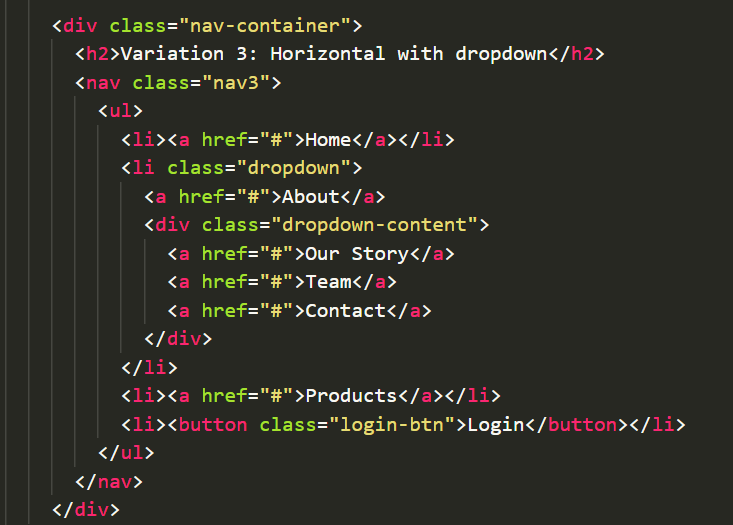 <div class="nav-container">
<h2>Variation 3: Horizontal with dropdown</h2>
<nav class="nav3">
<ul>
<li><a href="#">Home</a></li>
<li class="dropdown">
<a href="#">About</a>
<div class="dropdown-content">
<a href="#">Our Story</a>
<a href="#">Team</a>
<a href="#">Contact</a>
</div>
</li>
<li><a href="#">Products</a></li>
<li><button class="login-btn">Login</button></li>
</ul>
</nav>
</div>